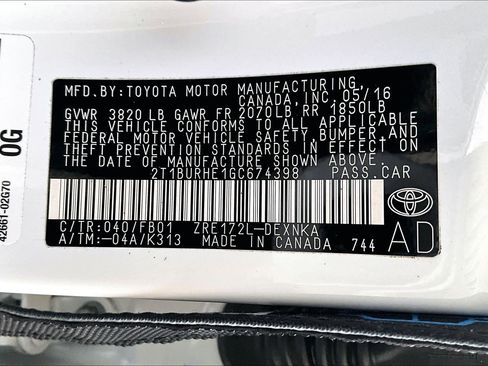 MFD.BY:TOYOTA MOTOR MANUFACTURING,
CANADA, INC. 05/16
GVWR 3820LB GAWR FR 2070LB RR 1850LB
THIS VEHICLE CONFORMS TO ALL APPLICABLE
FEDERAL MOTOR VEHICLE SAFETY, BUMPER, AND
THEFT PREVENTION STANDARDS IN EFFECT ON
THE DATE OF MANUFACTURE SHOWN ABOVE.
2T1BURHE1GC674398 PASS.CAR
C/TR:040/FB01 ZRE172L-DEXNKA
A/TM:-04A/K313 MADE IN CANADA 744
TOYOTA
AD
0G
42661-02G70